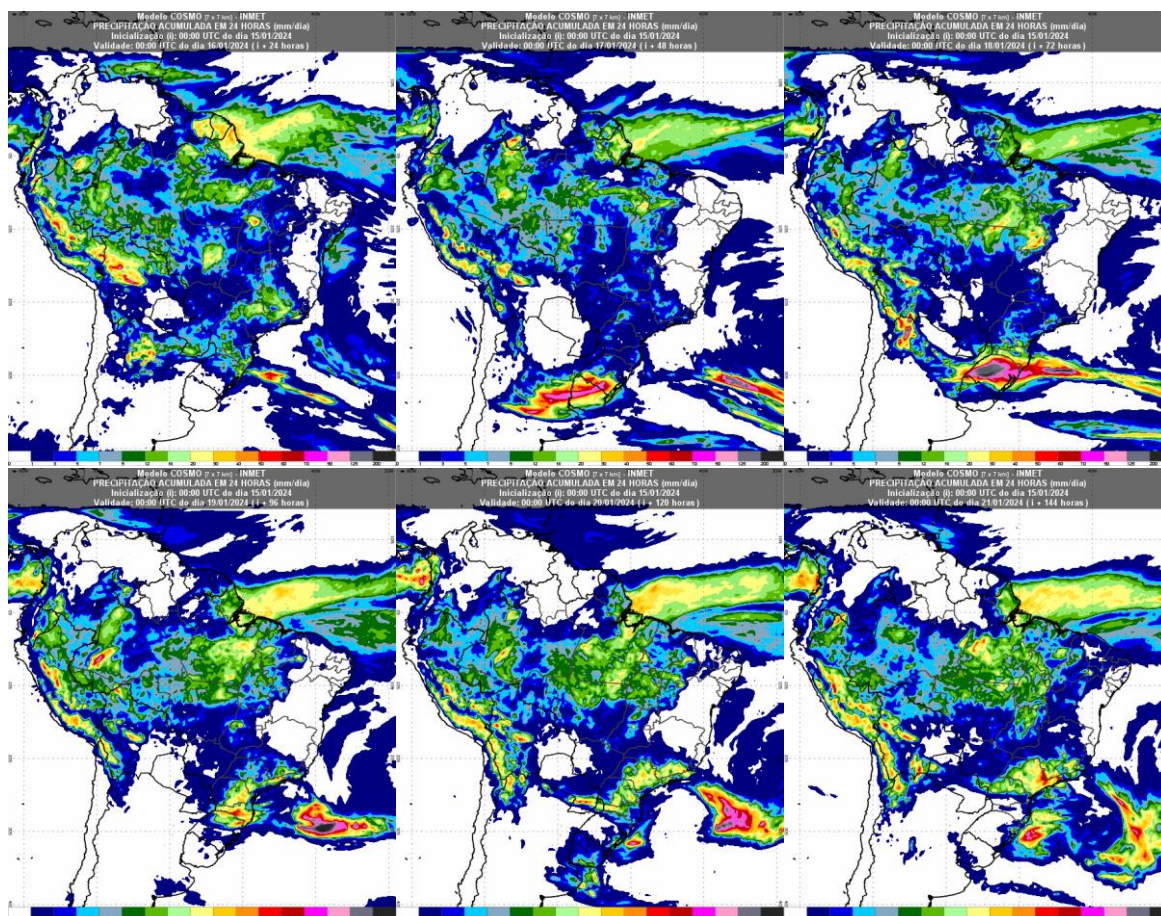 Modelo COSMO [7 x 7 km] - INMET
PRECIPITAÇÃO ACUMULADA EM 24 HORAS (mm/dia)
Inicialização (i): 00:00 UTC do dia 15/01/2024
Validade: 00:00 UTC do dia 16/01/2024 ( i + 24 horas )
Modelo COSMO [7 x 7 km] - INMET
PRECIPITAÇÃO ACUMULADA EM 24 HORAS (mm/dia)
Inicialização (i): 00:00 UTC do dia 15/01/2024
Validade: 00:00 UTC do dia 17/01/2024 ( i + 48 horas )
Modelo COSMO [7 x 7 km] - INMET
PRECIPITAÇÃO ACUMULADA EM 24 HORAS (mm/dia)
Inicialização (i): 00:00 UTC do dia 15/01/2024
Validade: 00:00 UTC do dia 18/01/2024 ( i + 72 horas )
Modelo COSMO [7 x 7 km] - INMET
PRECIPITAÇÃO ACUMULADA EM 24 HORAS (mm/dia)
Inicialização (i): 00:00 UTC do dia 15/01/2024
Validade: 00:00 UTC do dia 19/01/2024 ( i + 96 horas )
Modelo COSMO [7 x 7 km] - INMET
PRECIPITAÇÃO ACUMULADA EM 24 HORAS (mm/dia)
Inicialização (i): 00:00 UTC do dia 15/01/2024
Validade: 00:00 UTC do dia 20/01/2024 ( i + 120 horas )
Modelo COSMO [7 x 7 km] - INMET
PRECIPITAÇÃO ACUMULADA EM 24 HORAS (mm/dia)
Inicialização (i): 00:00 UTC do dia 15/01/2024
Validade: 00:00 UTC do dia 21/01/2024 ( i + 144 horas )